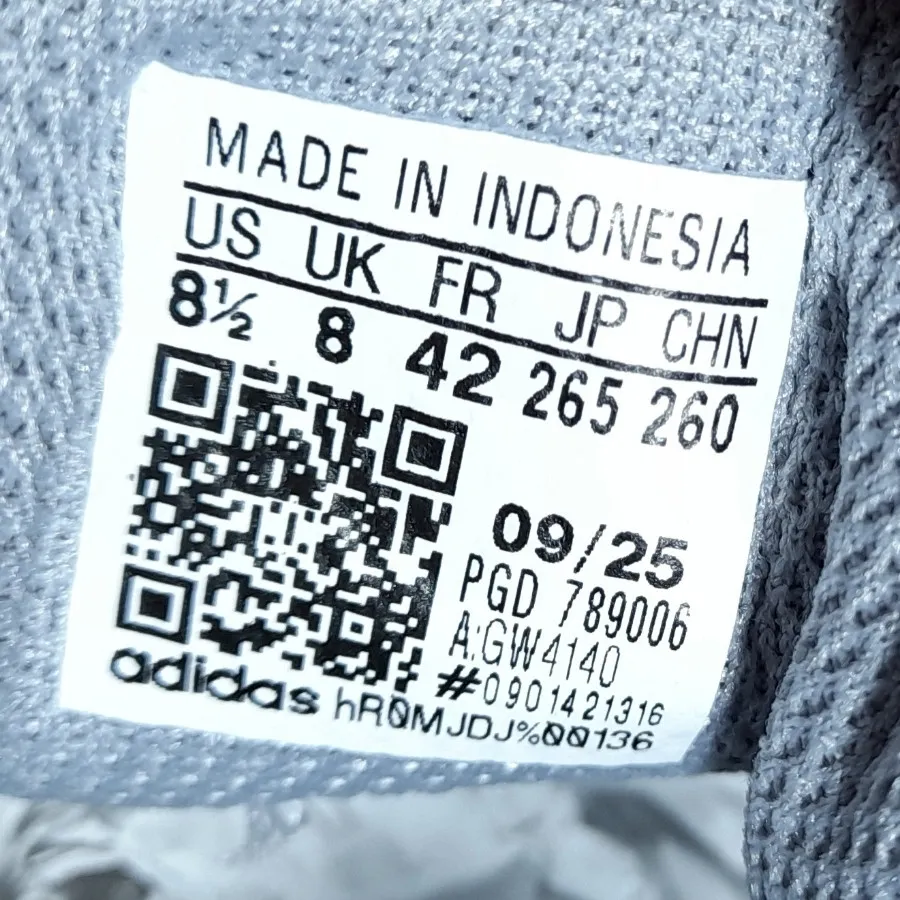 MADE IN INDONESIA
US UK FR JP CHN
8½ 8 42 265 260
09/25
PGD 789006
A:GW4140
#0901421316
adidas hR0MJDJ%00136